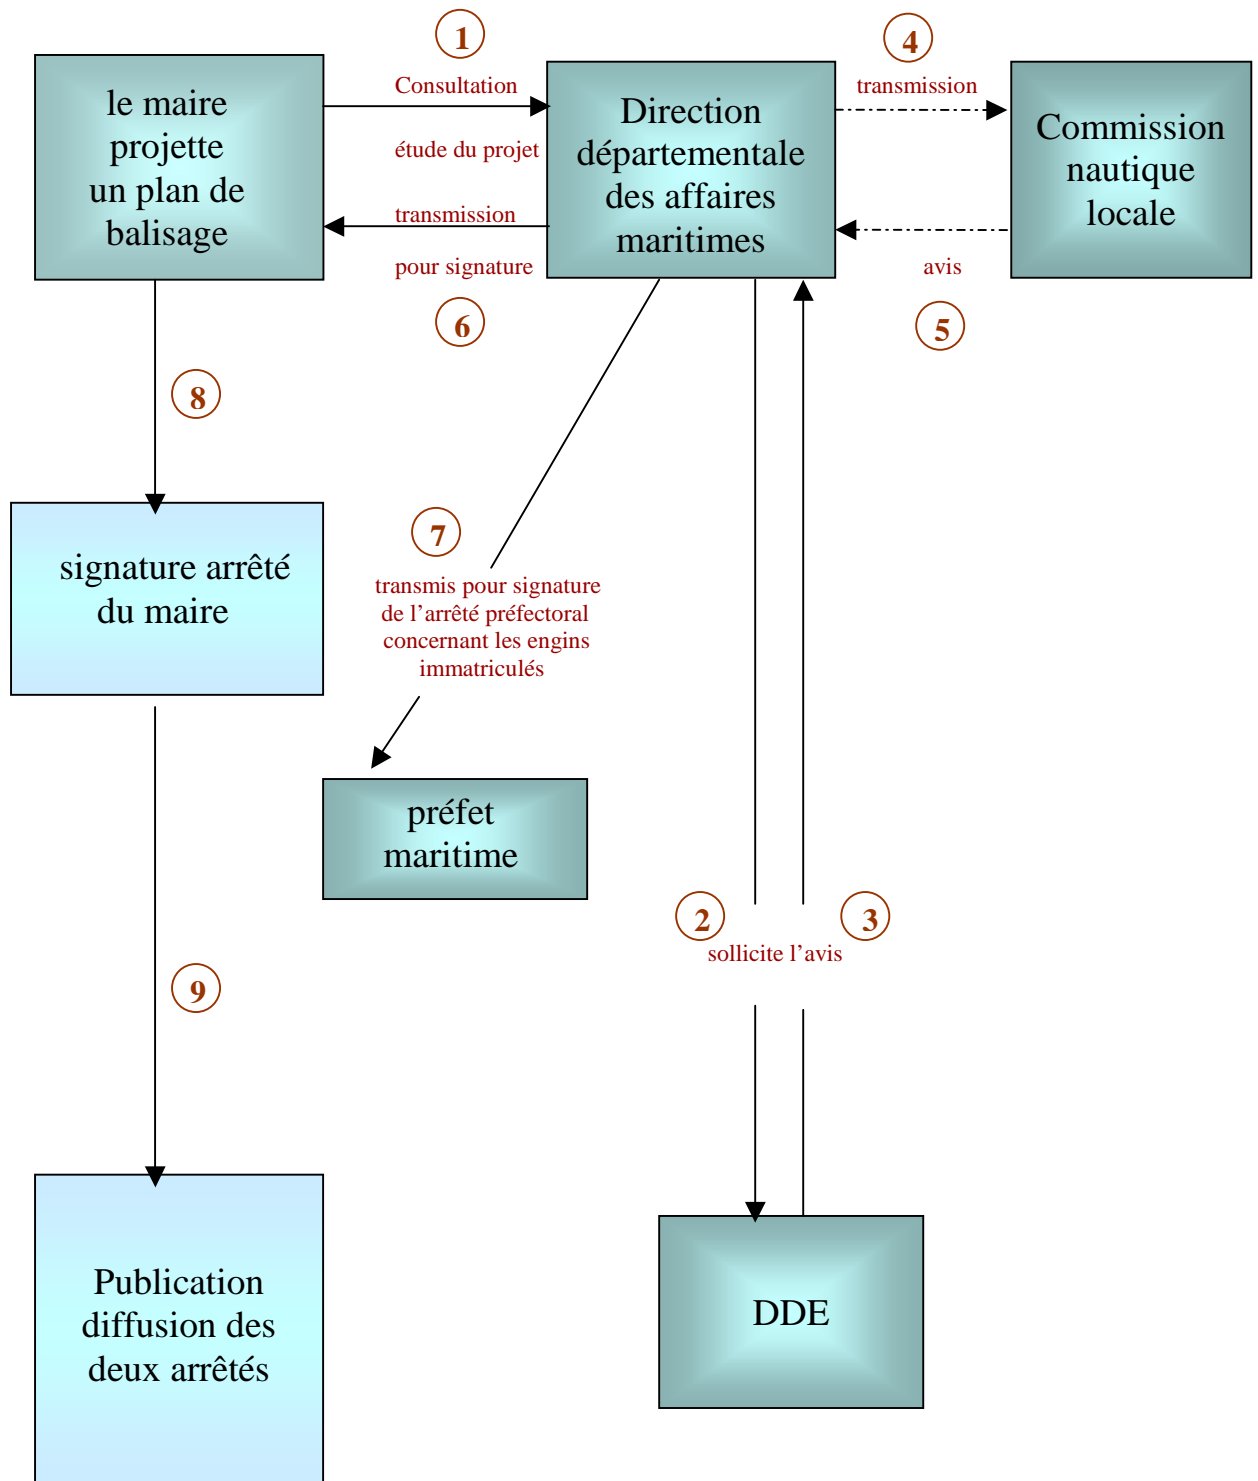 1
4
le maire
projette
un plan de
balisage
Consultation
étude du projet
transmission
pour signature
6
Direction
départementale
des affaires
maritimes
transmission
avis
5
Commission
nautique
locale
8
signature arrêté
du maire
7
transmis pour signature
de l’arrêté préfectoral
concernant les engins
immatriculés
préfet
maritime
2
3
sollicite l’avis
9
Publication
diffusion des
deux arrêtés
DDE